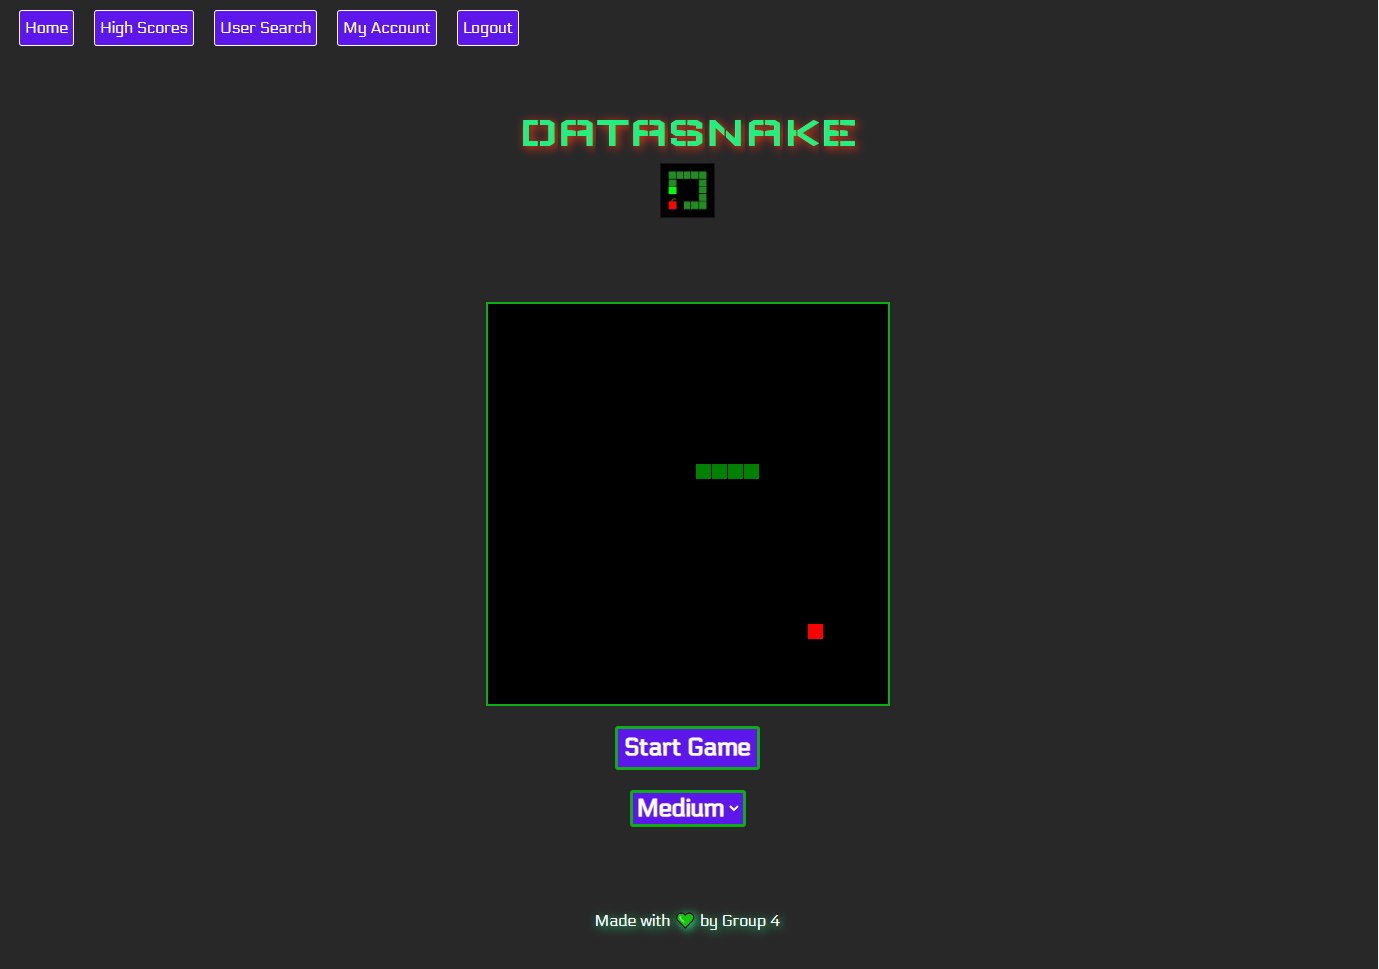 Home High Scores User Search My Account Logout
DATASNAKE
Start Game
Medium
Made with 💚 by Group 4